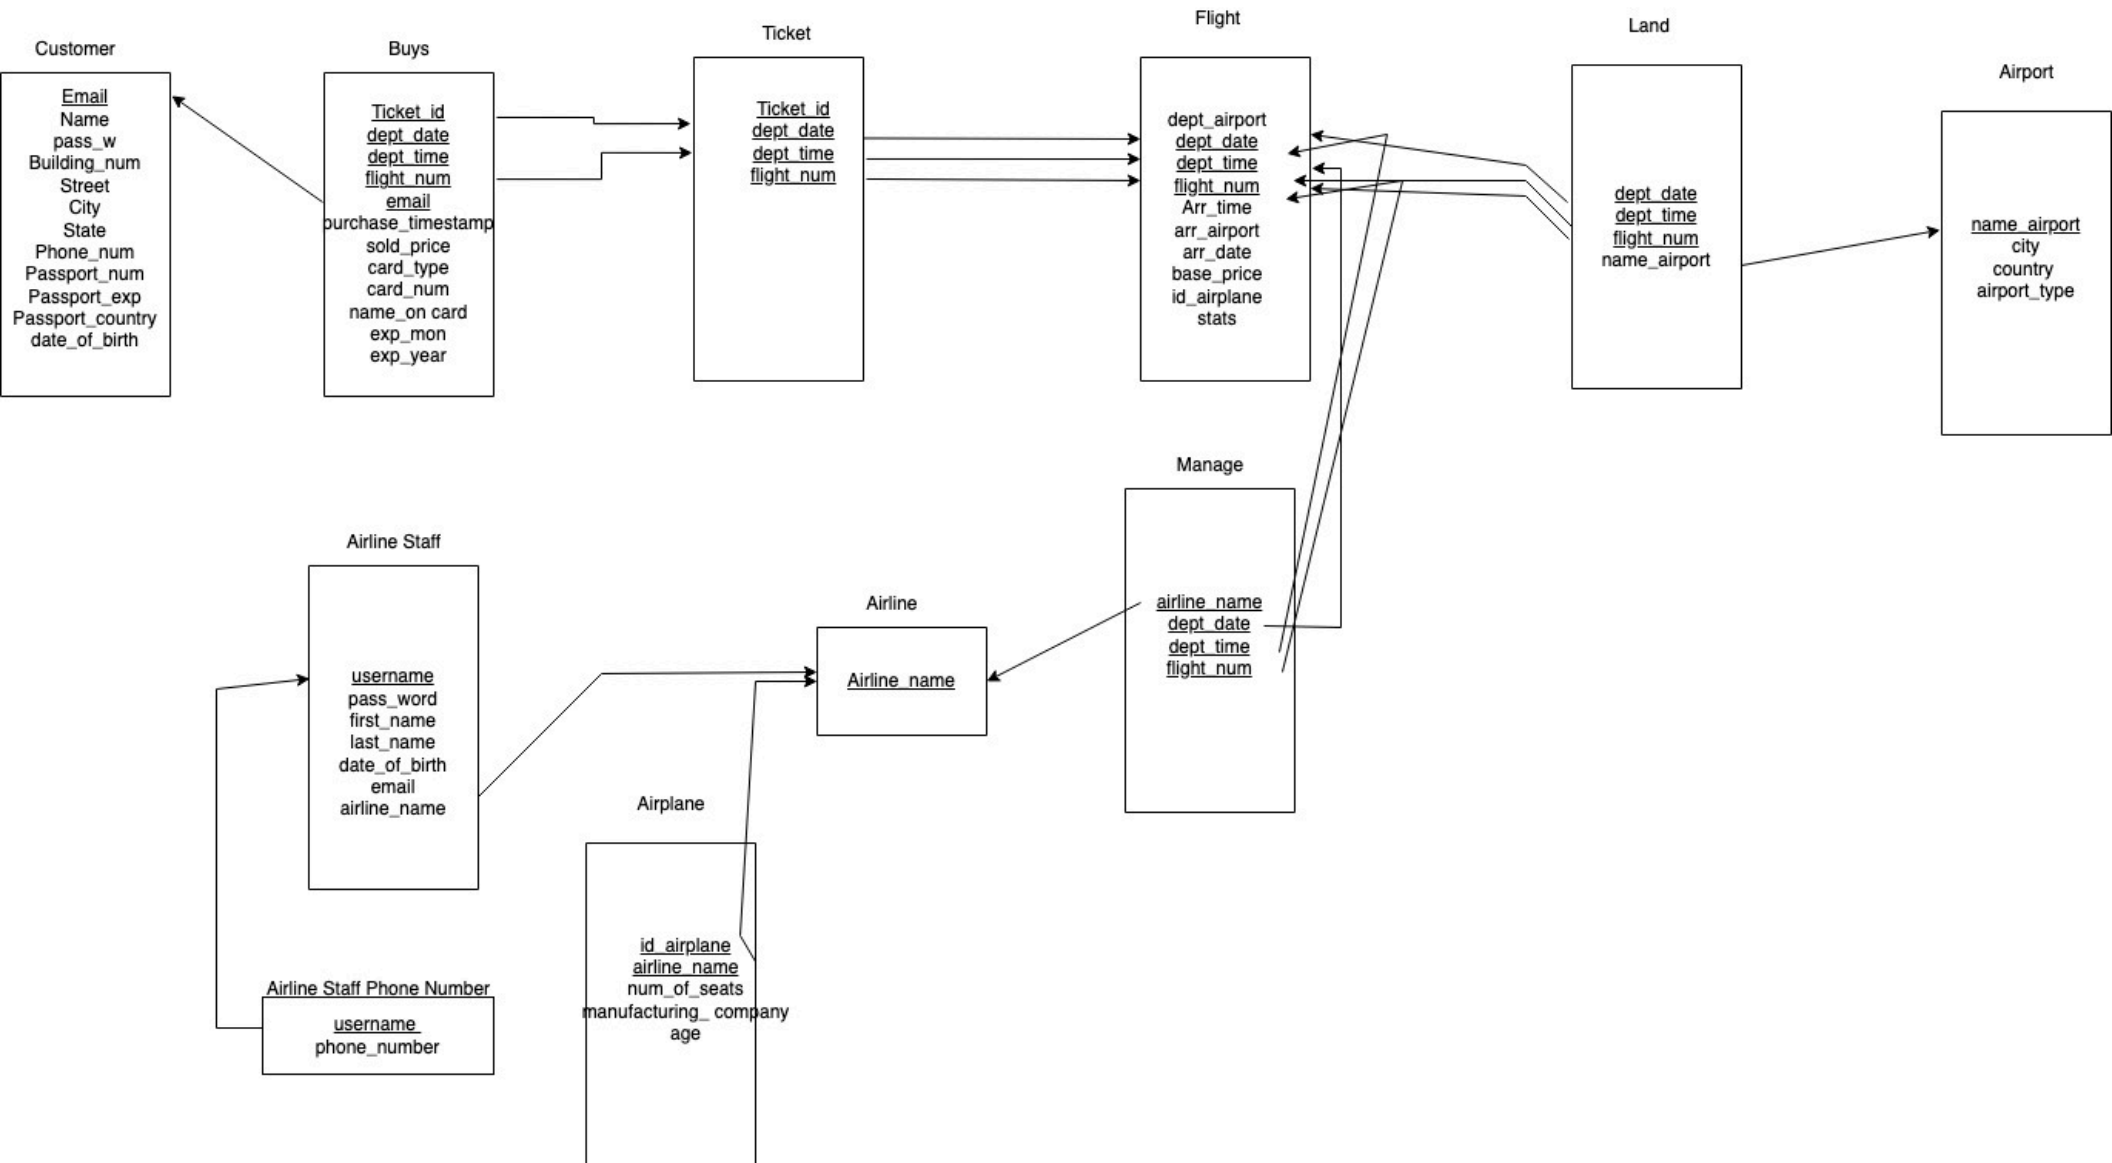 Customer
Email
Name
pass_w
Building_num
Street
City
State
Phone_num
Passport_num
Passport_exp
Passport_country
date_of_birth
Buys
Ticket_id
dept_date
dept_time
flight_num
email
purchase_timestamp
sold_price
card_type
card_num
name_on card
exp_mon
exp_year
Ticket
Ticket_id
dept_date
dept_time
flight_num
Flight
dept_airport
dept_date
dept_time
flight_num
Arr_time
arr_airport
arr_date
base_price
id_airplane
stats
Land
dept_date
dept_time
flight_num
name_airport
Airport
name_airport
city
country
airport_type
Airline Staff
username
pass_word
first_name
last_name
date_of_birth
email
airline_name
Airline Staff Phone Number
username
phone_number
Airplane
id_airplane
airline_name
num_of_seats
manufacturing_ company
age
Airline
Airline_name
Manage
airline_name
dept_date
dept_time
flight_num